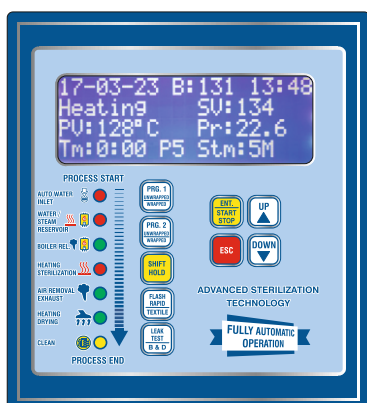 17-03-23 B:131 13:48
Heating SV:134
PV:128°C Pr:22.6
Tm:0:00 P5 Stm:5M
PROCESS START
AUTO WATER
INLET
WATER/
STEAM
RESERVOIR
BOILER REL.
HEATING
STERILIZATION
AIR REMOVAL
EXHAUST
HEATING
DRYING
CLEAN
PROCESS END
PRG. 1
UNWRAPPED
WRAPPED
PRG. 2
UNWRAPPED
WRAPPED
SHIFT
HOLD
FLASH
RAPID
TEXTILE
LEAK
TEST
B & D
ENT.
START
STOP
UP
ESC
DOWN
ADVANCED STERILIZATION
TECHNOLOGY
FULLY AUTOMATIC
OPERATION